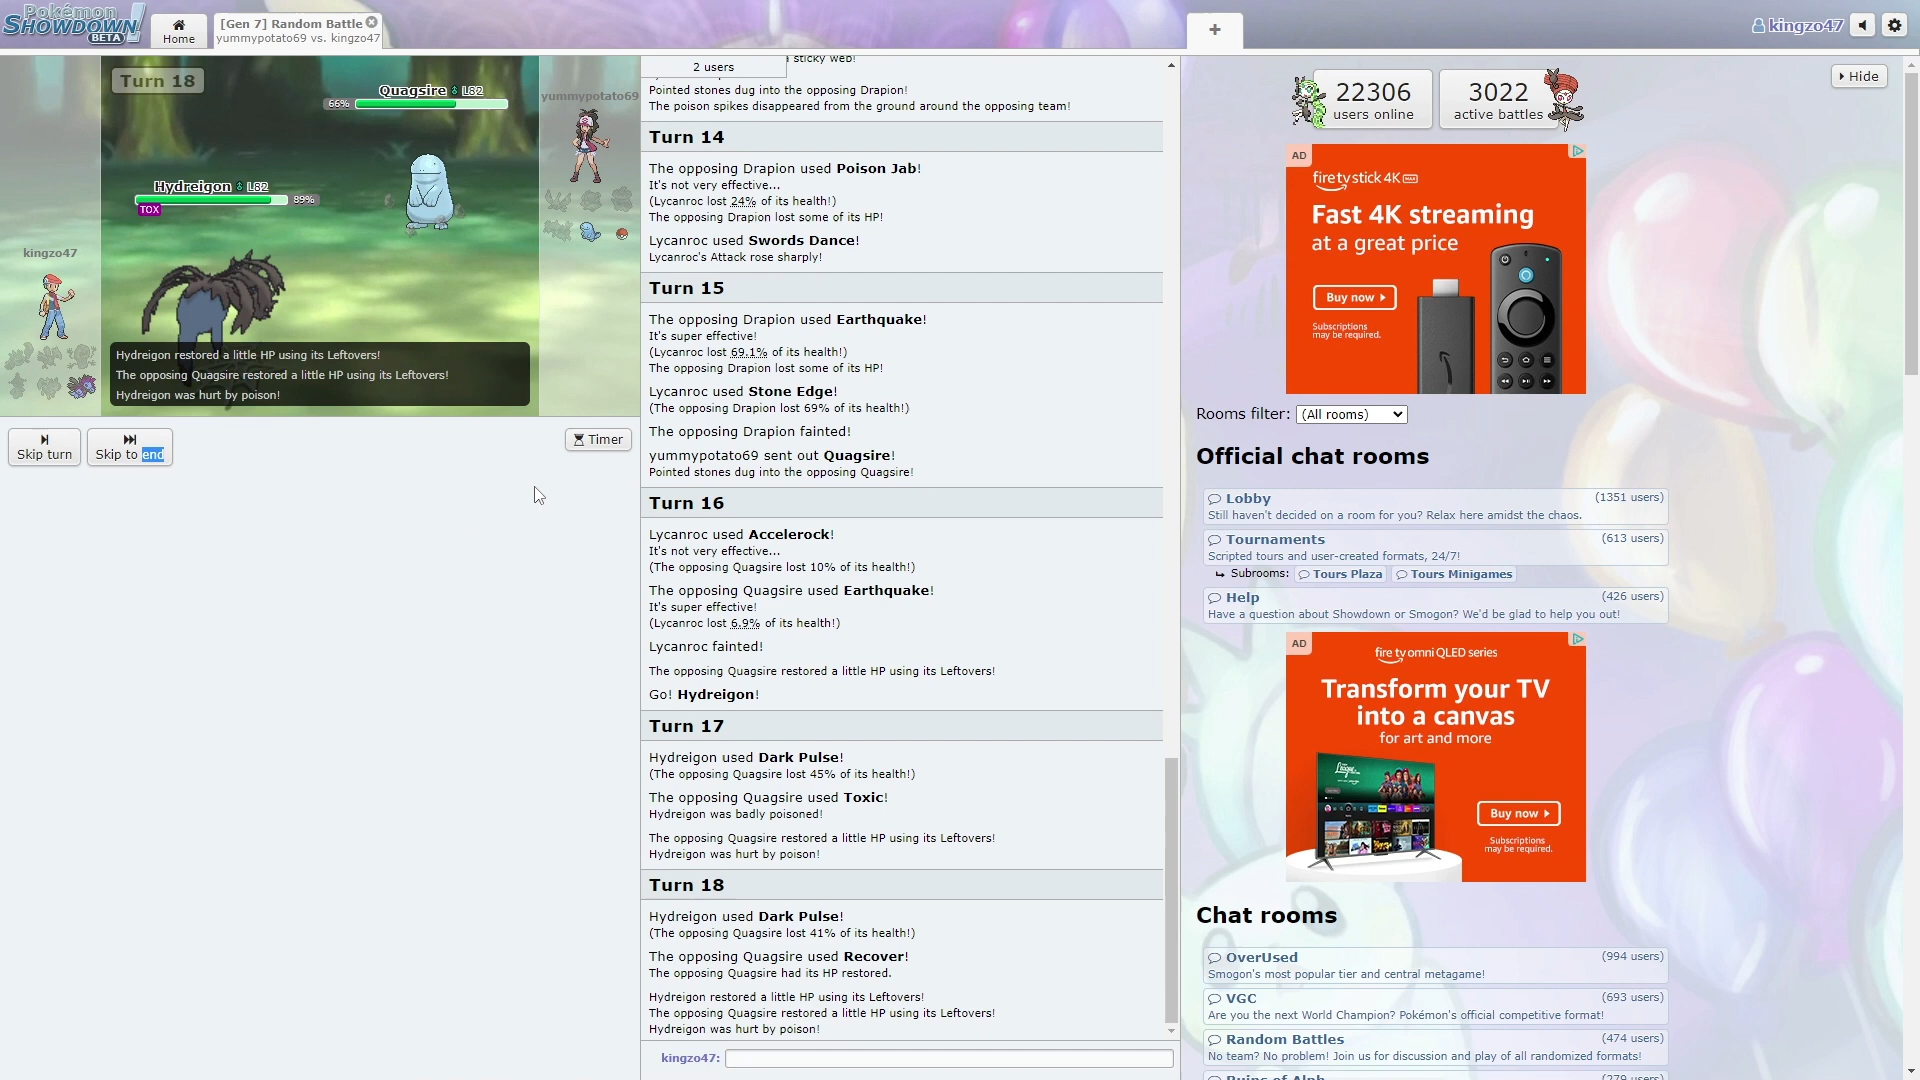 Pokémon
SHOWDOWN!
BETA
Home
[Gen 7] Random Battle
yummypotato69 vs. kingzo47
+
kingzo47
Turn 18
Quagsire L82
66%
Hydreigon L82
89%
TOX
yummypotato69
kingzo47
Hydreigon restored a little HP using its Leftovers!
The opposing Quagsire restored a little HP using its Leftovers!
Hydreigon was hurt by poison!
Skip turn
Skip to end
Timer
2 users
a sticky web!
Pointed stones dug into the opposing Drapion!
The poison spikes disappeared from the ground around the opposing team!
Turn 14
The opposing Drapion used Poison Jab!
It's not very effective...
(Lycanroc lost 24% of its health!)
The opposing Drapion lost some of its HP!
Lycanroc used Swords Dance!
Lycanroc's Attack rose sharply!
Turn 15
The opposing Drapion used Earthquake!
It's super effective!
(Lycanroc lost 69.1% of its health!)
The opposing Drapion lost some of its HP!
Lycanroc used Stone Edge!
(The opposing Drapion lost 69% of its health!)
The opposing Drapion fainted!
yummypotato69 sent out Quagsire!
Pointed stones dug into the opposing Quagsire!
Turn 16
Lycanroc used Accelerock!
It's not very effective...
(The opposing Quagsire lost 10% of its health!)
The opposing Quagsire used Earthquake!
It's super effective!
(Lycanroc lost 6.9% of its health!)
Lycanroc fainted!
The opposing Quagsire restored a little HP using its Leftovers!
Go! Hydreigon!
Turn 17
Hydreigon used Dark Pulse!
(The opposing Quagsire lost 45% of its health!)
The opposing Quagsire used Toxic!
Hydreigon was badly poisoned!
The opposing Quagsire restored a little HP using its Leftovers!
Hydreigon was hurt by poison!
Turn 18
Hydreigon used Dark Pulse!
(The opposing Quagsire lost 41% of its health!)
The opposing Quagsire used Recover!
The opposing Quagsire had its HP restored.
Hydreigon restored a little HP using its Leftovers!
The opposing Quagsire restored a little HP using its Leftovers!
Hydreigon was hurt by poison!
kingzo47:
Hide
22306
users online
3022
active battles
AD
fire tv stick 4K MAX
Fast 4K streaming
at a great price
Buy now
Subscriptions
may be required.
Rooms filter: (All rooms)
Official chat rooms
Lobby (1351 users)
Still haven't decided on a room for you? Relax here amidst the chaos.
Tournaments (613 users)
Scripted tours and user-created formats, 24/7!
Subrooms: Tours Plaza Tours Minigames
Help (426 users)
Have a question about Showdown or Smogon? We'd be glad to help you out!
AD
fire tv omni QLED series
Transform your TV
into a canvas
for art and more
Buy now
Subscriptions
may be required.
Chat rooms
OverUsed (994 users)
Smogon's most popular tier and central metagame!
VGC (693 users)
Are you the next World Champion? Pokémon's official competitive format!
Random Battles (474 users)
No team? No problem! Join us for discussion and play of all randomized formats!
Ruins of Alph (279 users)